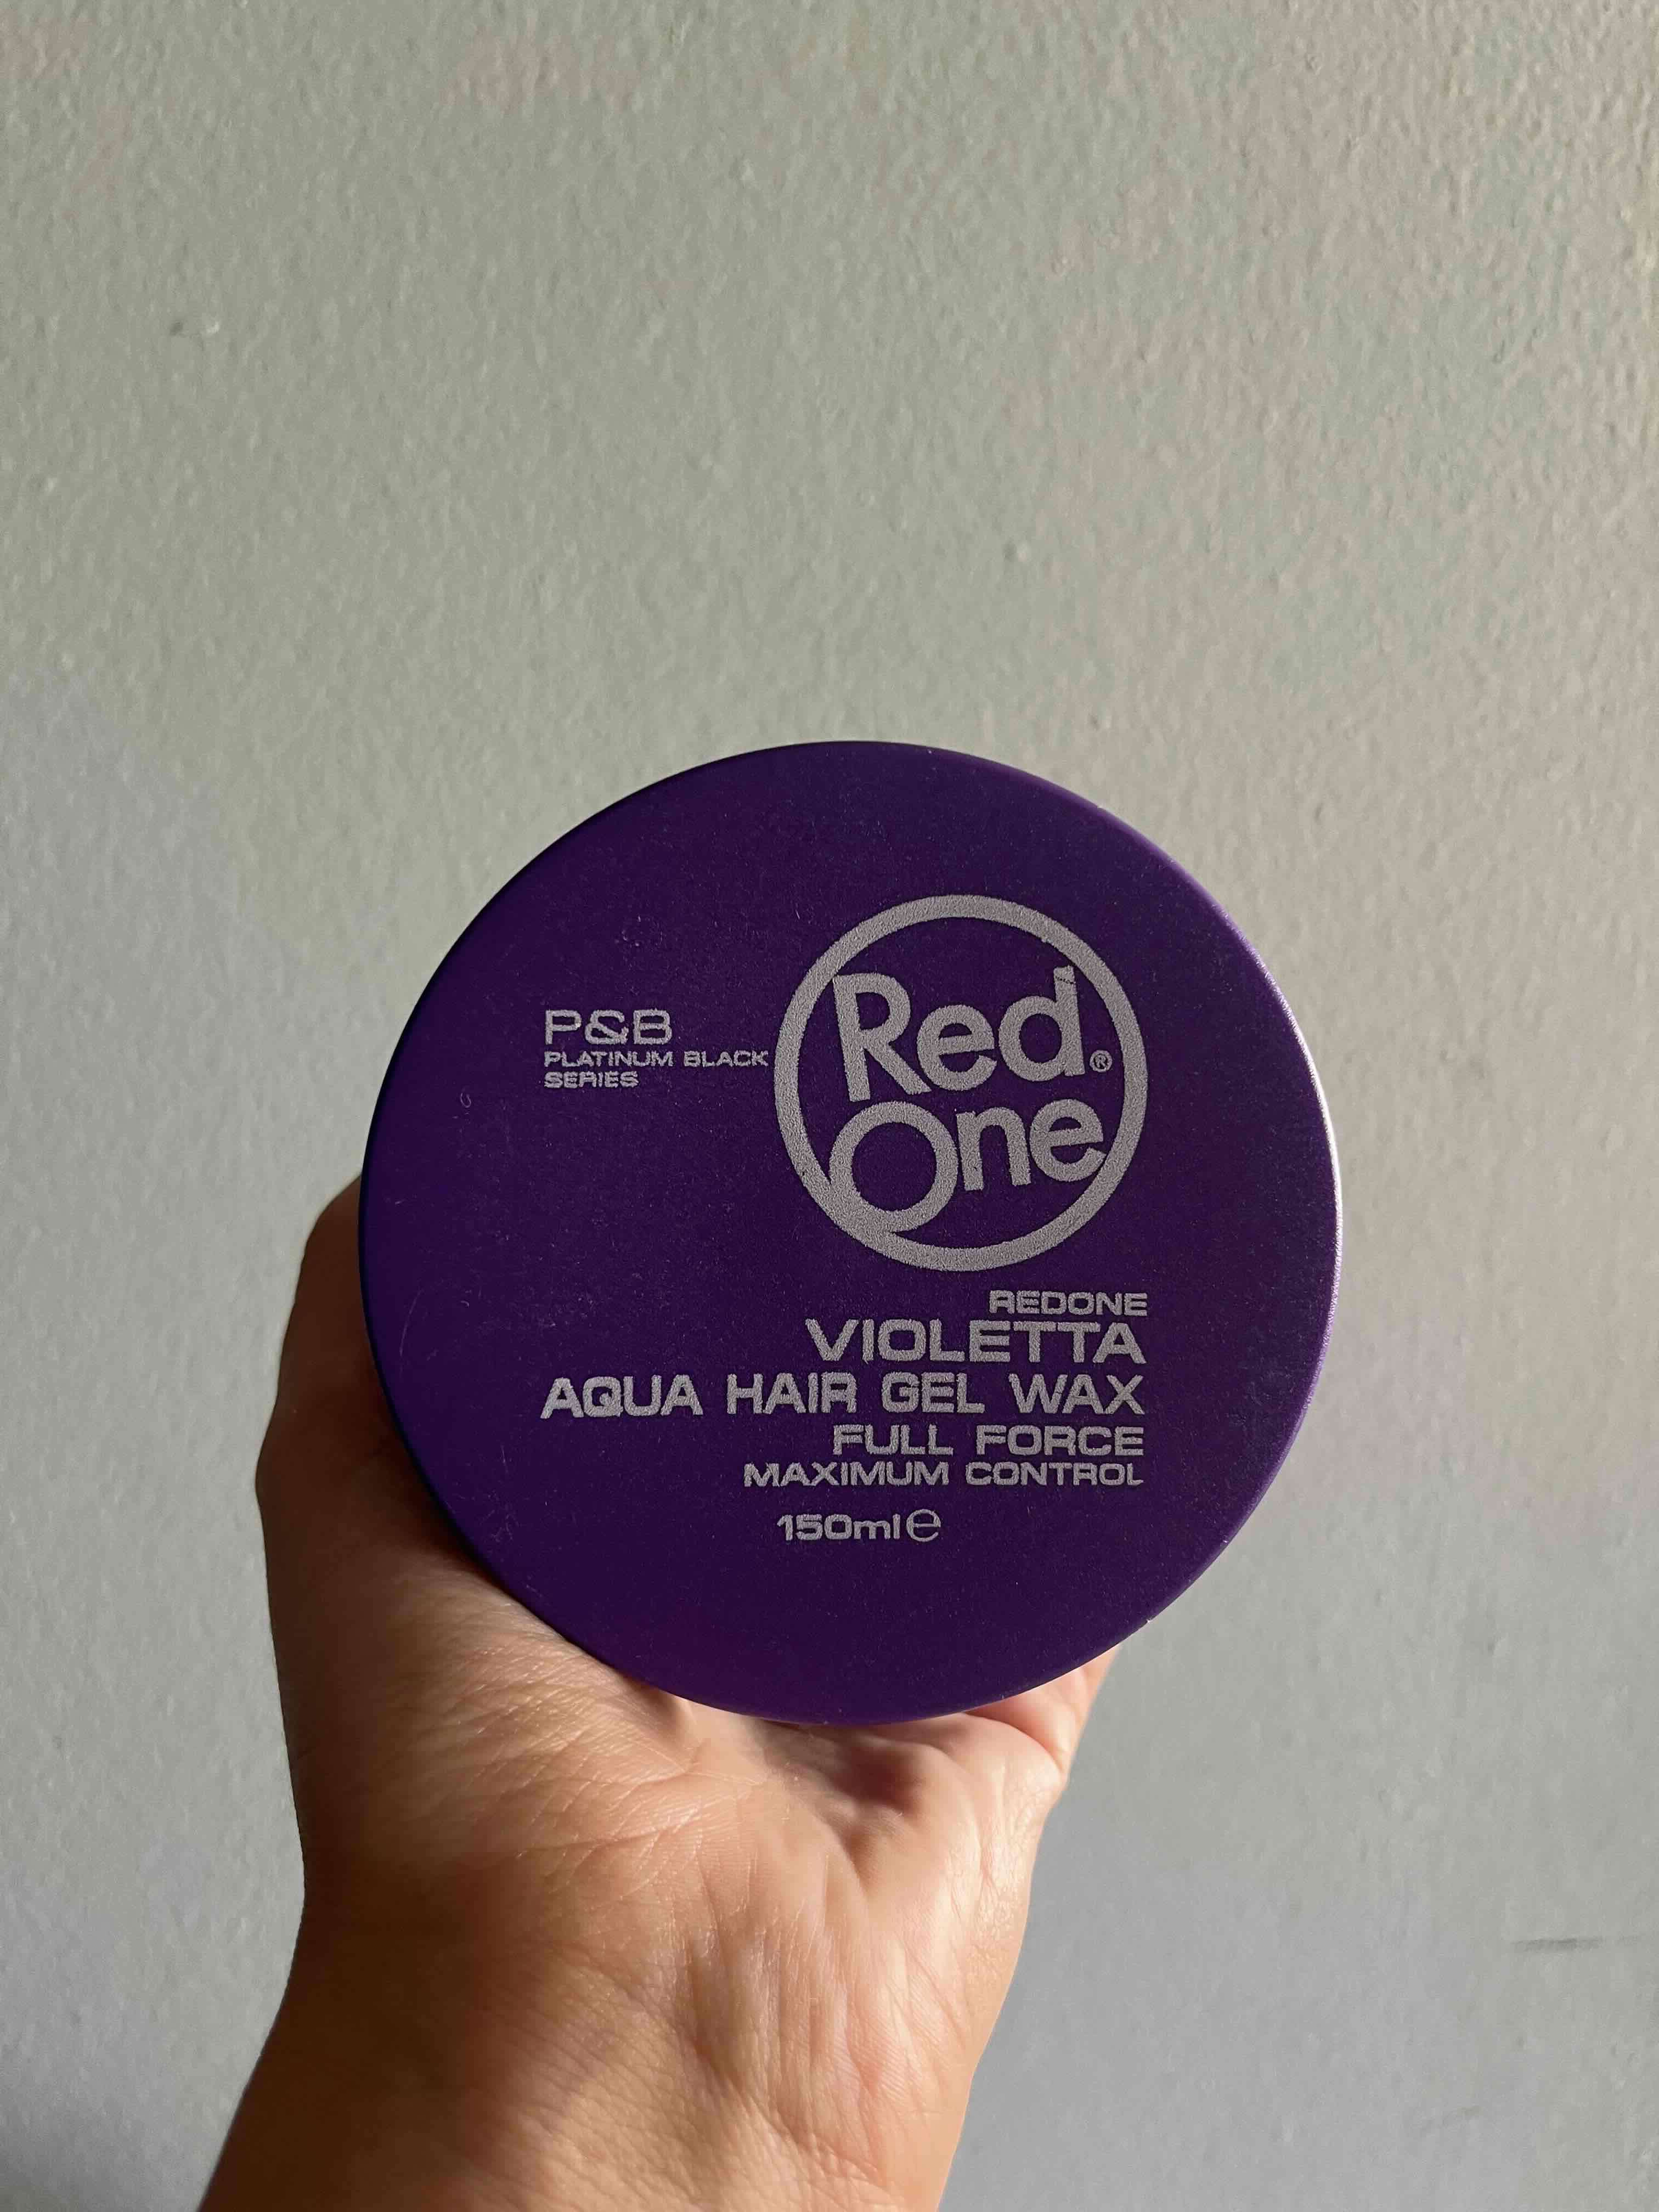 P&B
PLATINUM BLACK
SERIES
Red®
One
REDONE
VIOLETTA
AQUA HAIR GEL WAX
FULL FORCE
MAXIMUM CONTROL
150ml℮